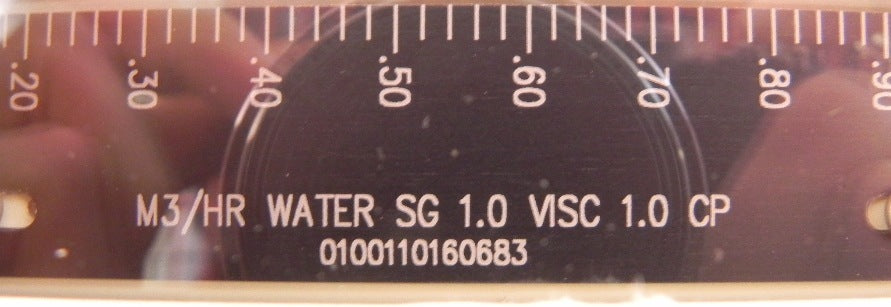 .20 .30 .40 .50 .60 .70 .80 .90
M3/HR WATER SG 1.0 VISC 1.0 CP
0100110160683